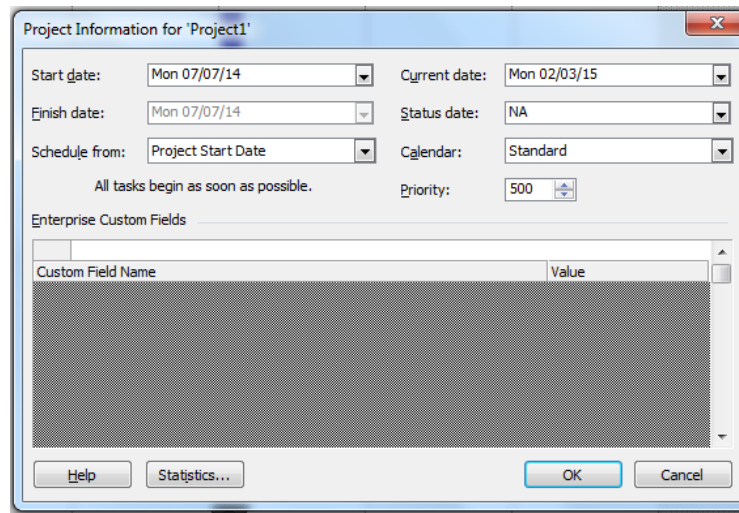 Project Information for 'Project1'
Start date: Mon 07/07/14 Current date: Mon 02/03/15
Finish date: Mon 07/07/14 Status date: NA
Schedule from: Project Start Date Calendar: Standard
All tasks begin as soon as possible. Priority: 500
Enterprise Custom Fields
Custom Field Name Value
Help Statistics... OK Cancel